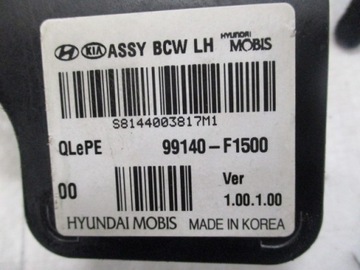 KIA ASSY BCW LH HYUNDAI MOBIS
S8144003817M1
QLePE 99140-F1500
00 Ver
1.00.1.00
HYUNDAI MOBIS MADE IN KOREA